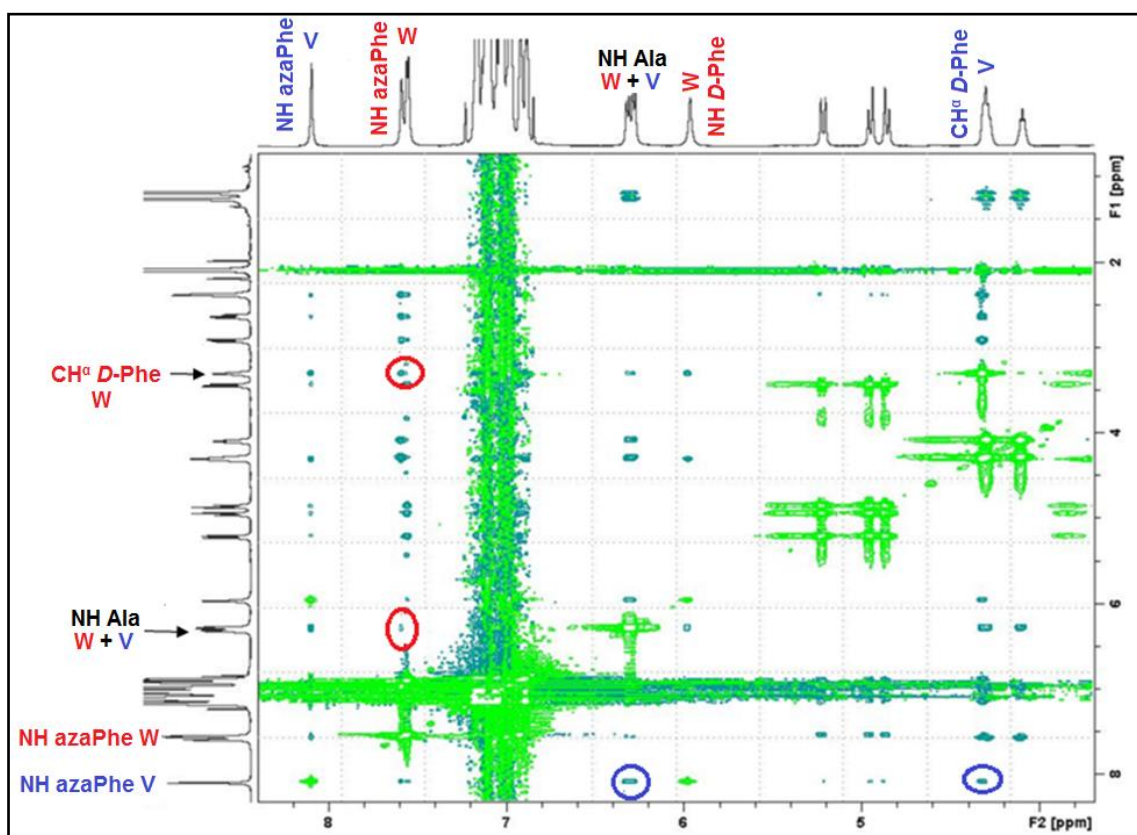 NH azaPhe
V
NH azaPhe
W
NH Ala
W + V
W
NH D-Phe
CHα D-Phe
V
F1 [ppm]
2
CHα D-Phe
W
4
NH Ala
W + V
6
NH azaPhe W
NH azaPhe V
8
8
7
6
5
F2 [ppm]